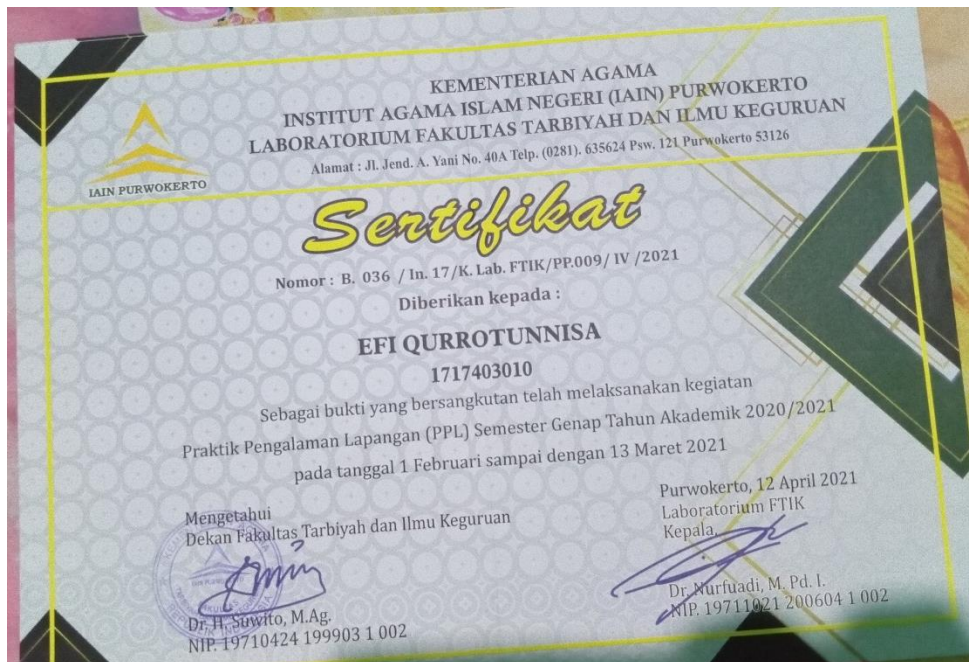 KEMENTERIAN AGAMA
INSTITUT AGAMA ISLAM NEGERI (IAIN) PURWOKERTO
LABORATORIUM FAKULTAS TARBIYAH DAN ILMU KEGURUAN
Alamat : Jl. Jend. A. Yani No. 40A Telp. (0281). 635624 Psw. 121 Purwokerto 53126
IAIN PURWOKERTO
Sertifikat
Nomor : B. 036 / In. 17/K. Lab. FTIK/PP.009/ IV /2021
Diberikan kepada :
EFI QURROTUNNISA
1717403010
Sebagai bukti yang bersangkutan telah melaksanakan kegiatan
Praktik Pengalaman Lapangan (PPL) Semester Genap Tahun Akademik 2020/2021
pada tanggal 1 Februari sampai dengan 13 Maret 2021
Mengetahui
Dekan Fakultas Tarbiyah dan Ilmu Keguruan
Dr. H. Suwito, M.Ag.
NIP. 19710424 199903 1 002
Purwokerto, 12 April 2021
Laboratorium FTIK
Kepala,
Dr. Nurfuadi, M. Pd. I.
NIP. 19711021 200604 1 002